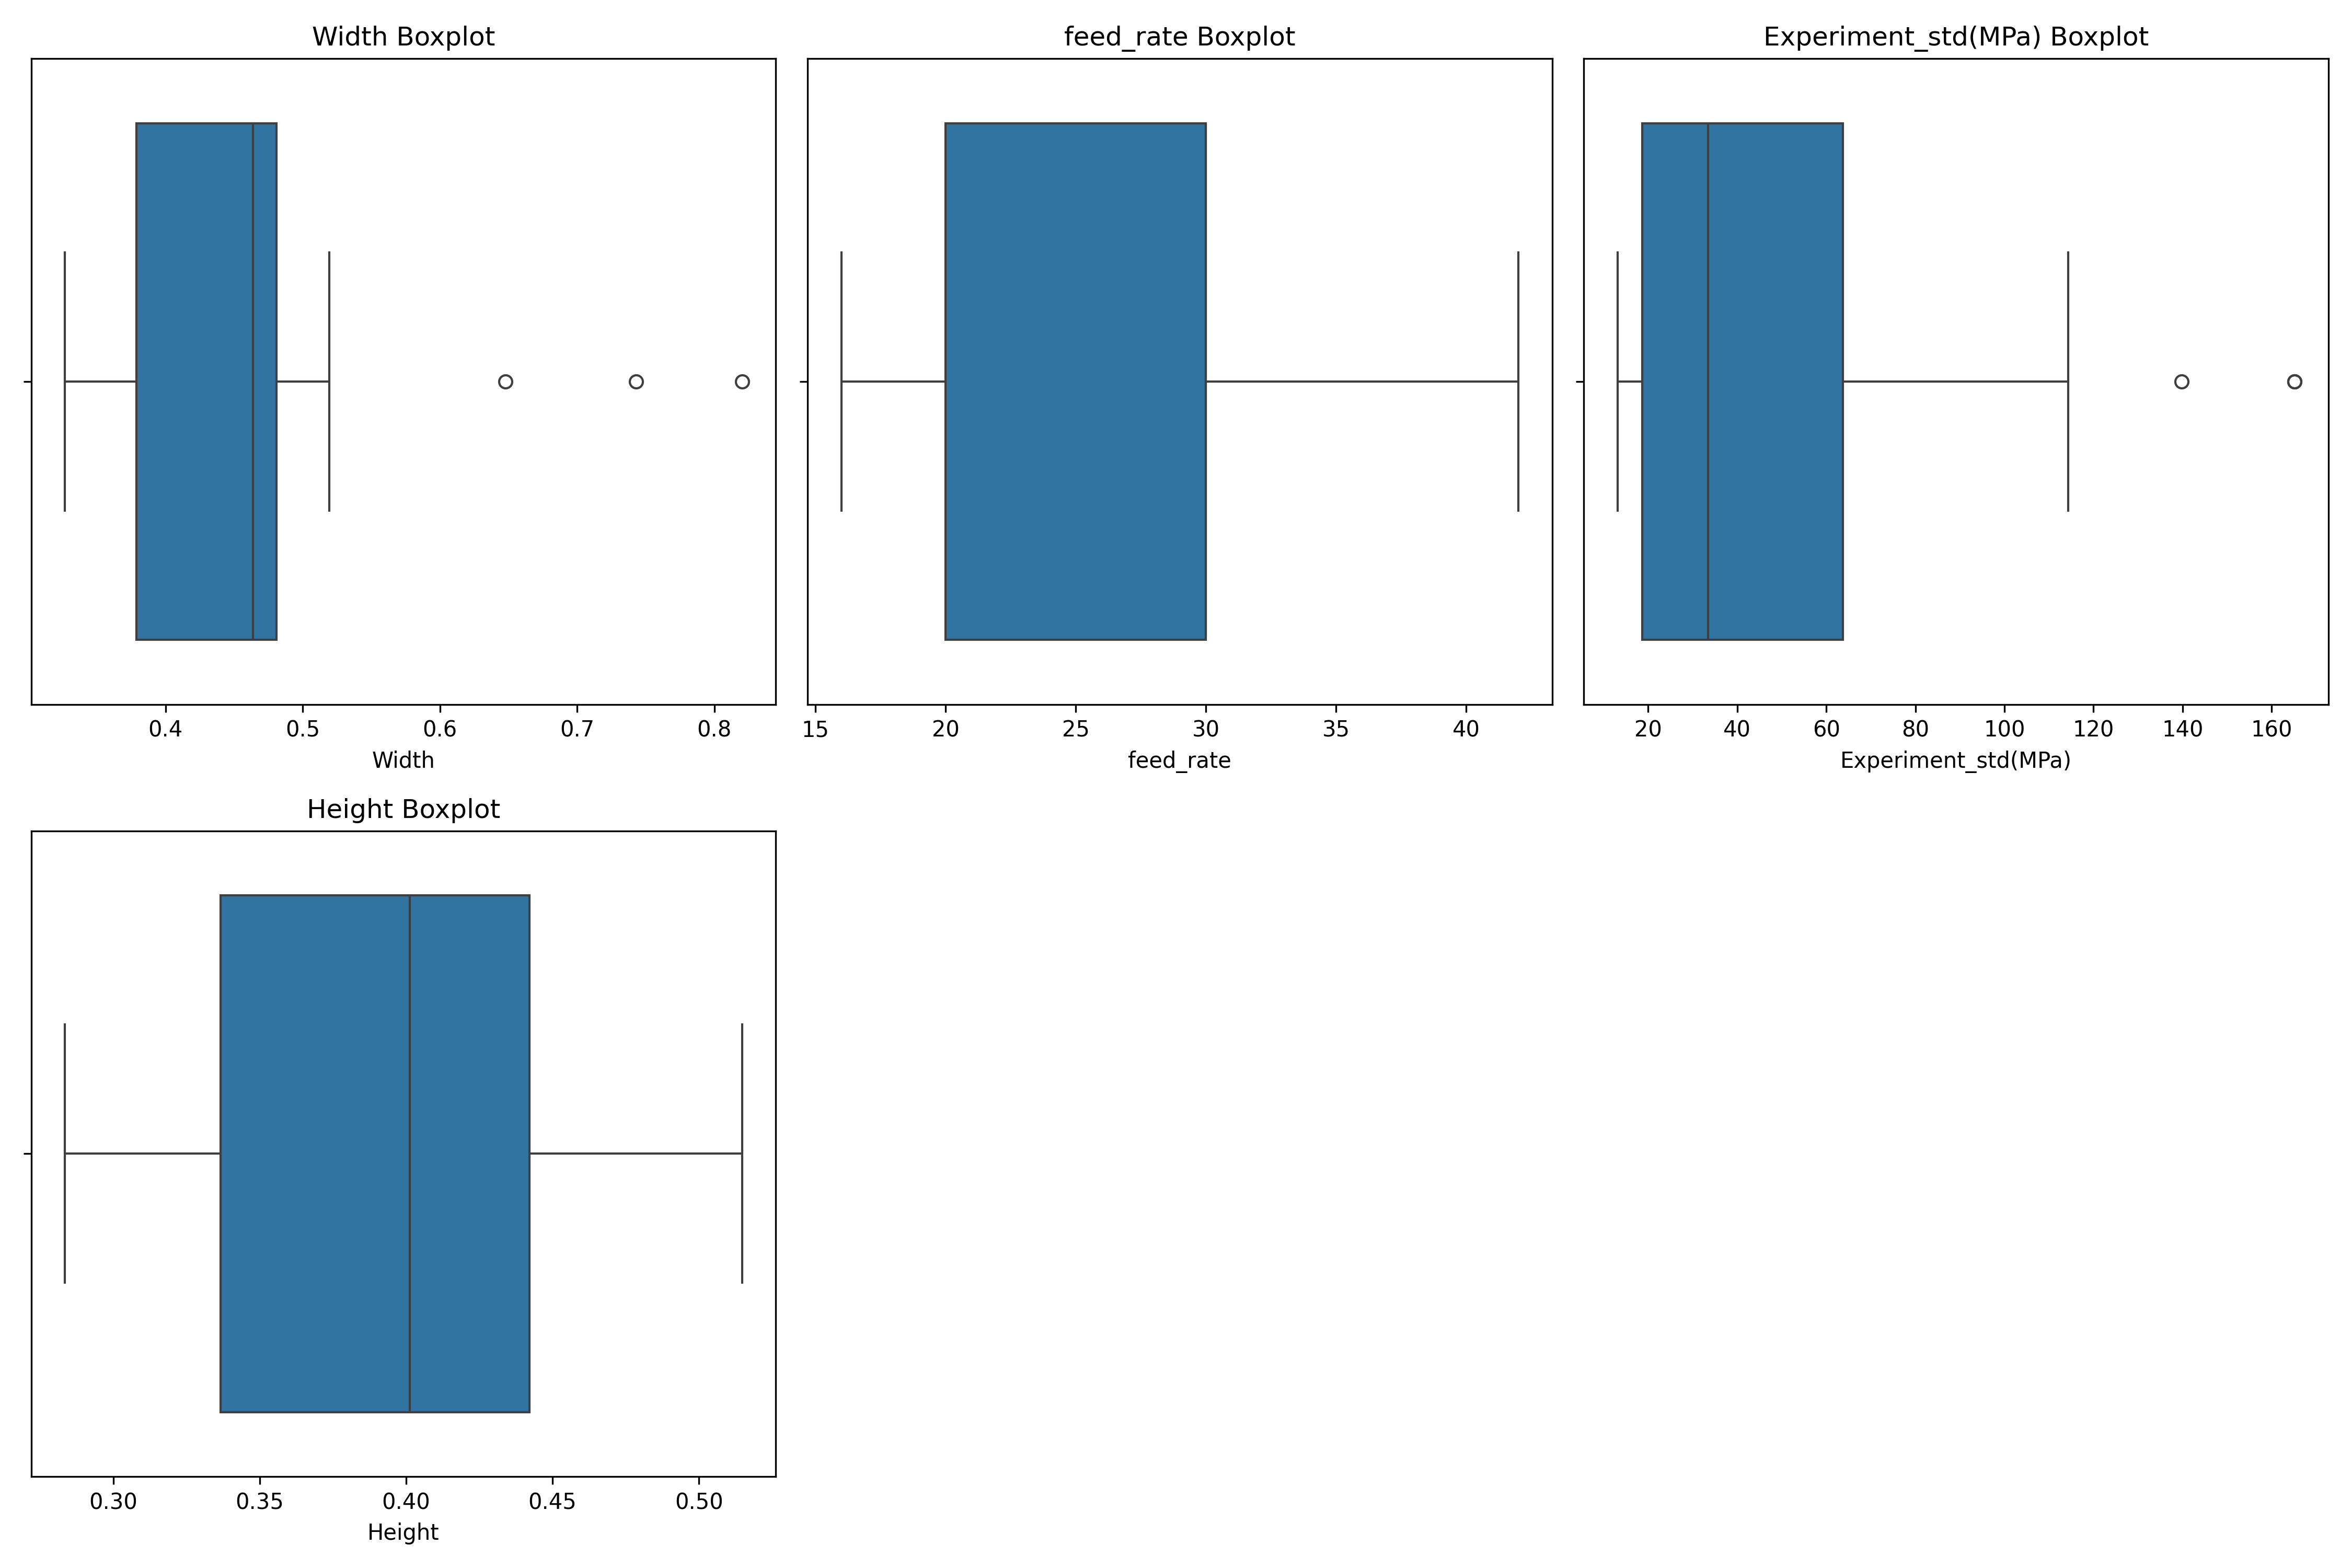 Width Boxplot
0.4 0.5 0.6 0.7 0.8
Width
feed_rate Boxplot
15 20 25 30 35 40
feed_rate
Experiment_std(MPa) Boxplot
20 40 60 80 100 120 140 160
Experiment_std(MPa)
Height Boxplot
0.30 0.35 0.40 0.45 0.50
Height